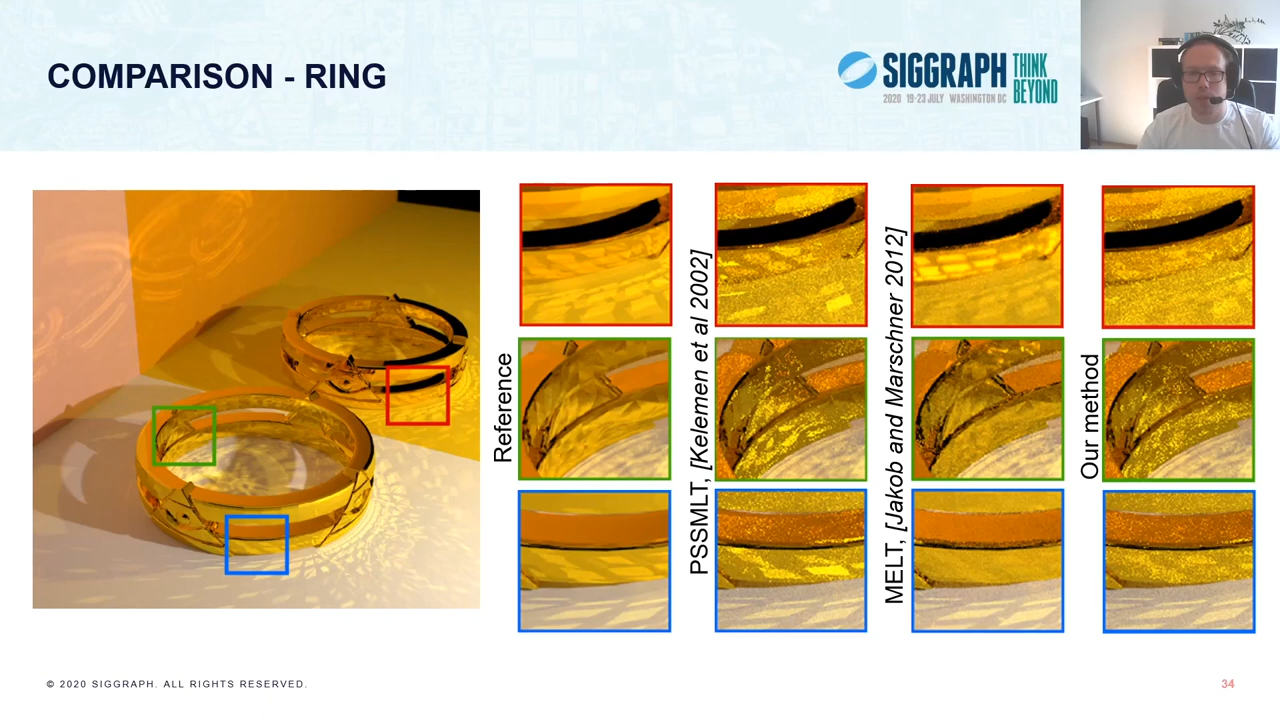 COMPARISON - RING
SIGGRAPH
THINK
BEYOND
2020 19-23 JULY WASHINGTON DC
Reference
PSSMLT, [Kelemen et al 2002]
MELT, [Jakob and Marschner 2012]
Our method
© 2020 SIGGRAPH. ALL RIGHTS RESERVED.
34